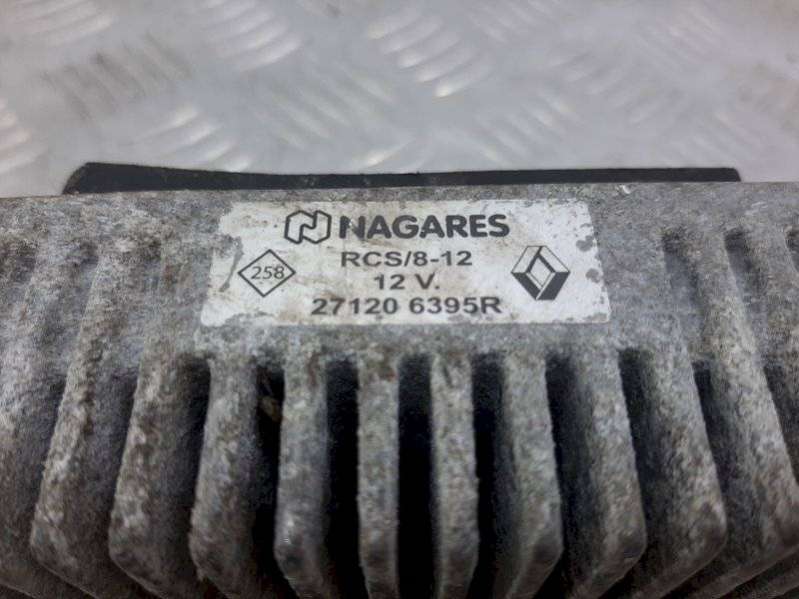 NAGARES
RCS/8-12
258
12 V.
27120 6395R